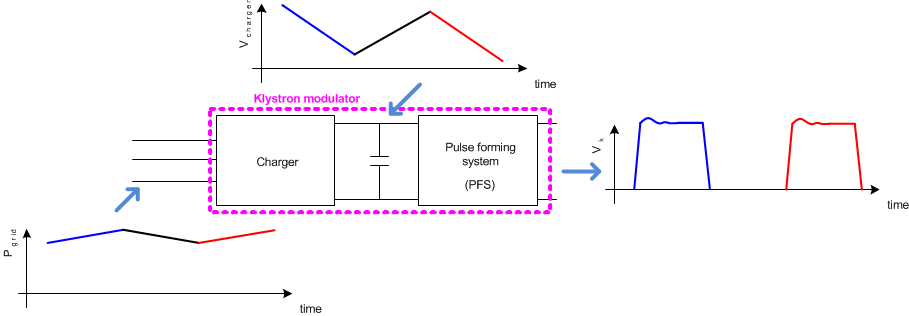 V charger
time
Klystron modulator
Charger
Pulse forming
system
(PFS)
V k
time
P grid
time